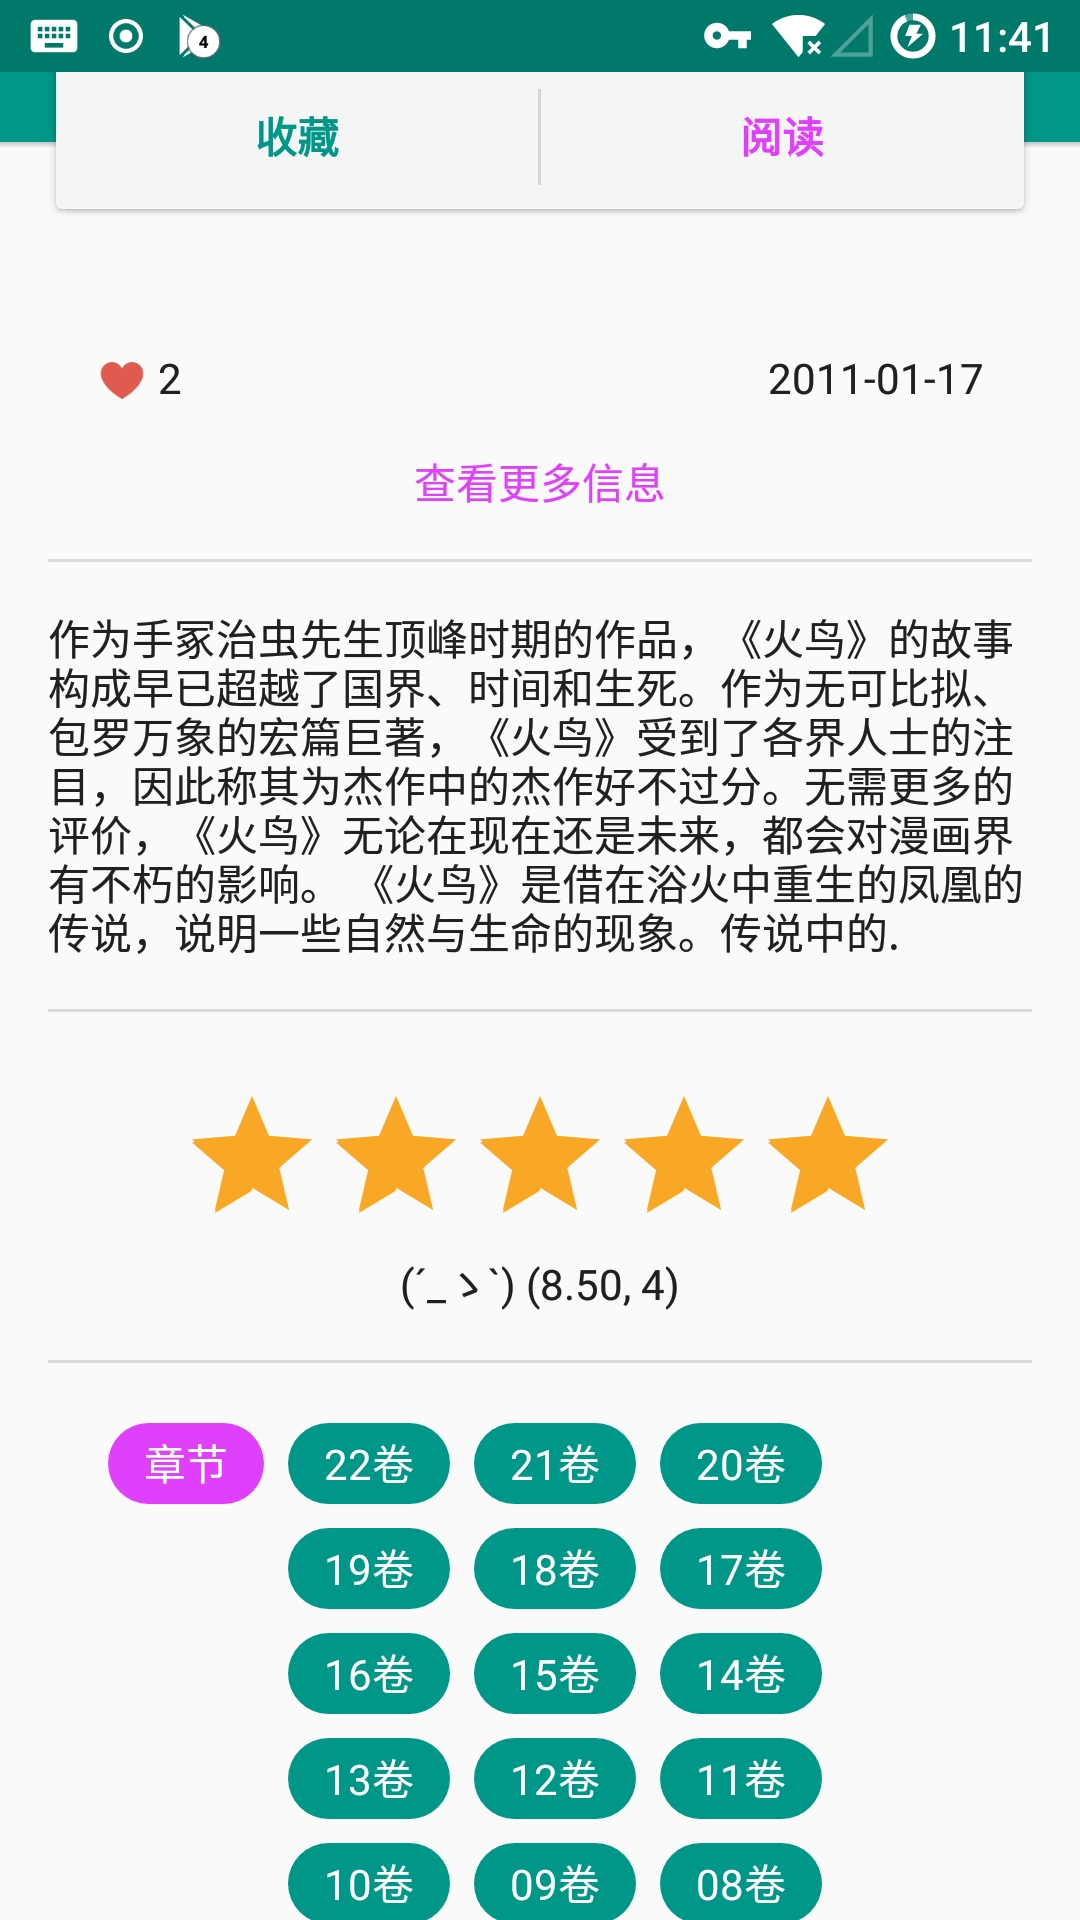 4 11:41
收藏 阅读
2 2011-01-17
查看更多信息
作为手冢治虫先生顶峰时期的作品，《火鸟》的故事
构成早已超越了国界、时间和生死。作为无可比拟、
包罗万象的宏篇巨著，《火鸟》受到了各界人士的注
目，因此称其为杰作中的杰作好不过分。无需更多的
评价，《火鸟》无论在现在还是未来，都会对漫画界
有不朽的影响。 《火鸟》是借在浴火中重生的凤凰的
传说，说明一些自然与生命的现象。传说中的.
(´_ゝ`) (8.50, 4)
章节 22卷 21卷 20卷
19卷 18卷 17卷
16卷 15卷 14卷
13卷 12卷 11卷
10卷 09卷 08卷